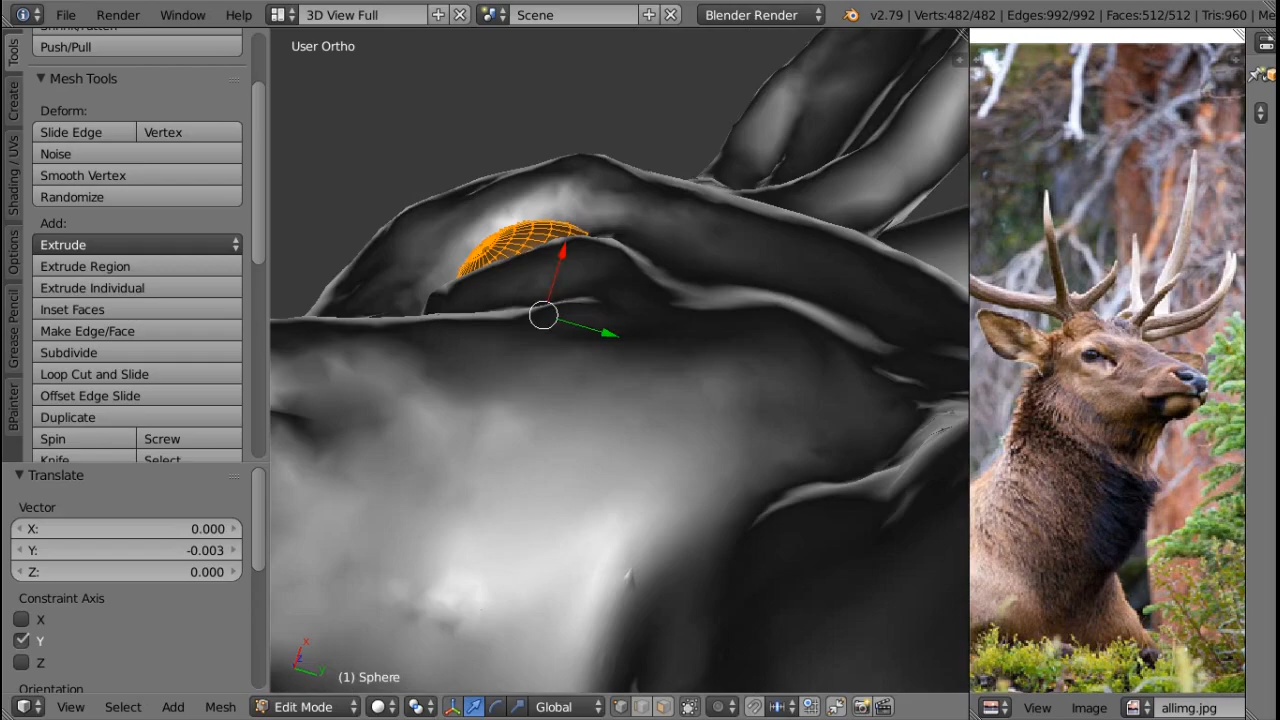 File Render Window Help 3D View Full Scene Blender Render v2.79 | Verts:482/482 | Edges:992/992 | Faces:512/512 | Tris:960 | Me
Push/Pull
Mesh Tools
Deform:
Slide Edge Vertex
Noise
Smooth Vertex
Randomize
Add:
Extrude
Extrude Region
Extrude Individual
Inset Faces
Make Edge/Face
Subdivide
Loop Cut and Slide
Offset Edge Slide
Duplicate
Spin Screw
Knife Select
Tools
Create
Shading / UVs
Options
Grease Pencil
BPainter
Translate
Vector
X: 0.000
Y: -0.003
Z: 0.000
Constraint Axis
X
Y
Z
Orientation
User Ortho
x
z
y
(1) Sphere
View Select Add Mesh Edit Mode Global View Image allimg.jpg